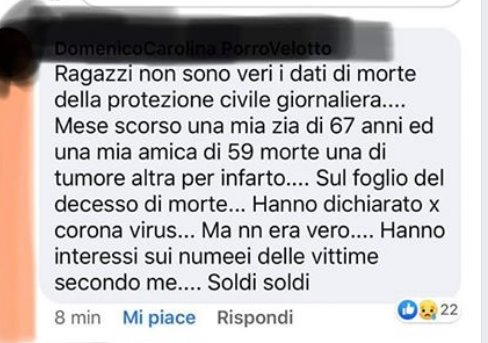 DomenicoCarolina PorroVelotto
Ragazzi non sono veri i dati di morte
della protezione civile giornaliera....
Mese scorso una mia zia di 67 anni ed
una mia amica di 59 morte una di
tumore altra per infarto.... Sul foglio del
decesso di morte... Hanno dichiarato x
corona virus... Ma nn era vero.... Hanno
interessi sui numeei delle vittime
secondo me.... Soldi soldi
8 min Mi piace Rispondi 22